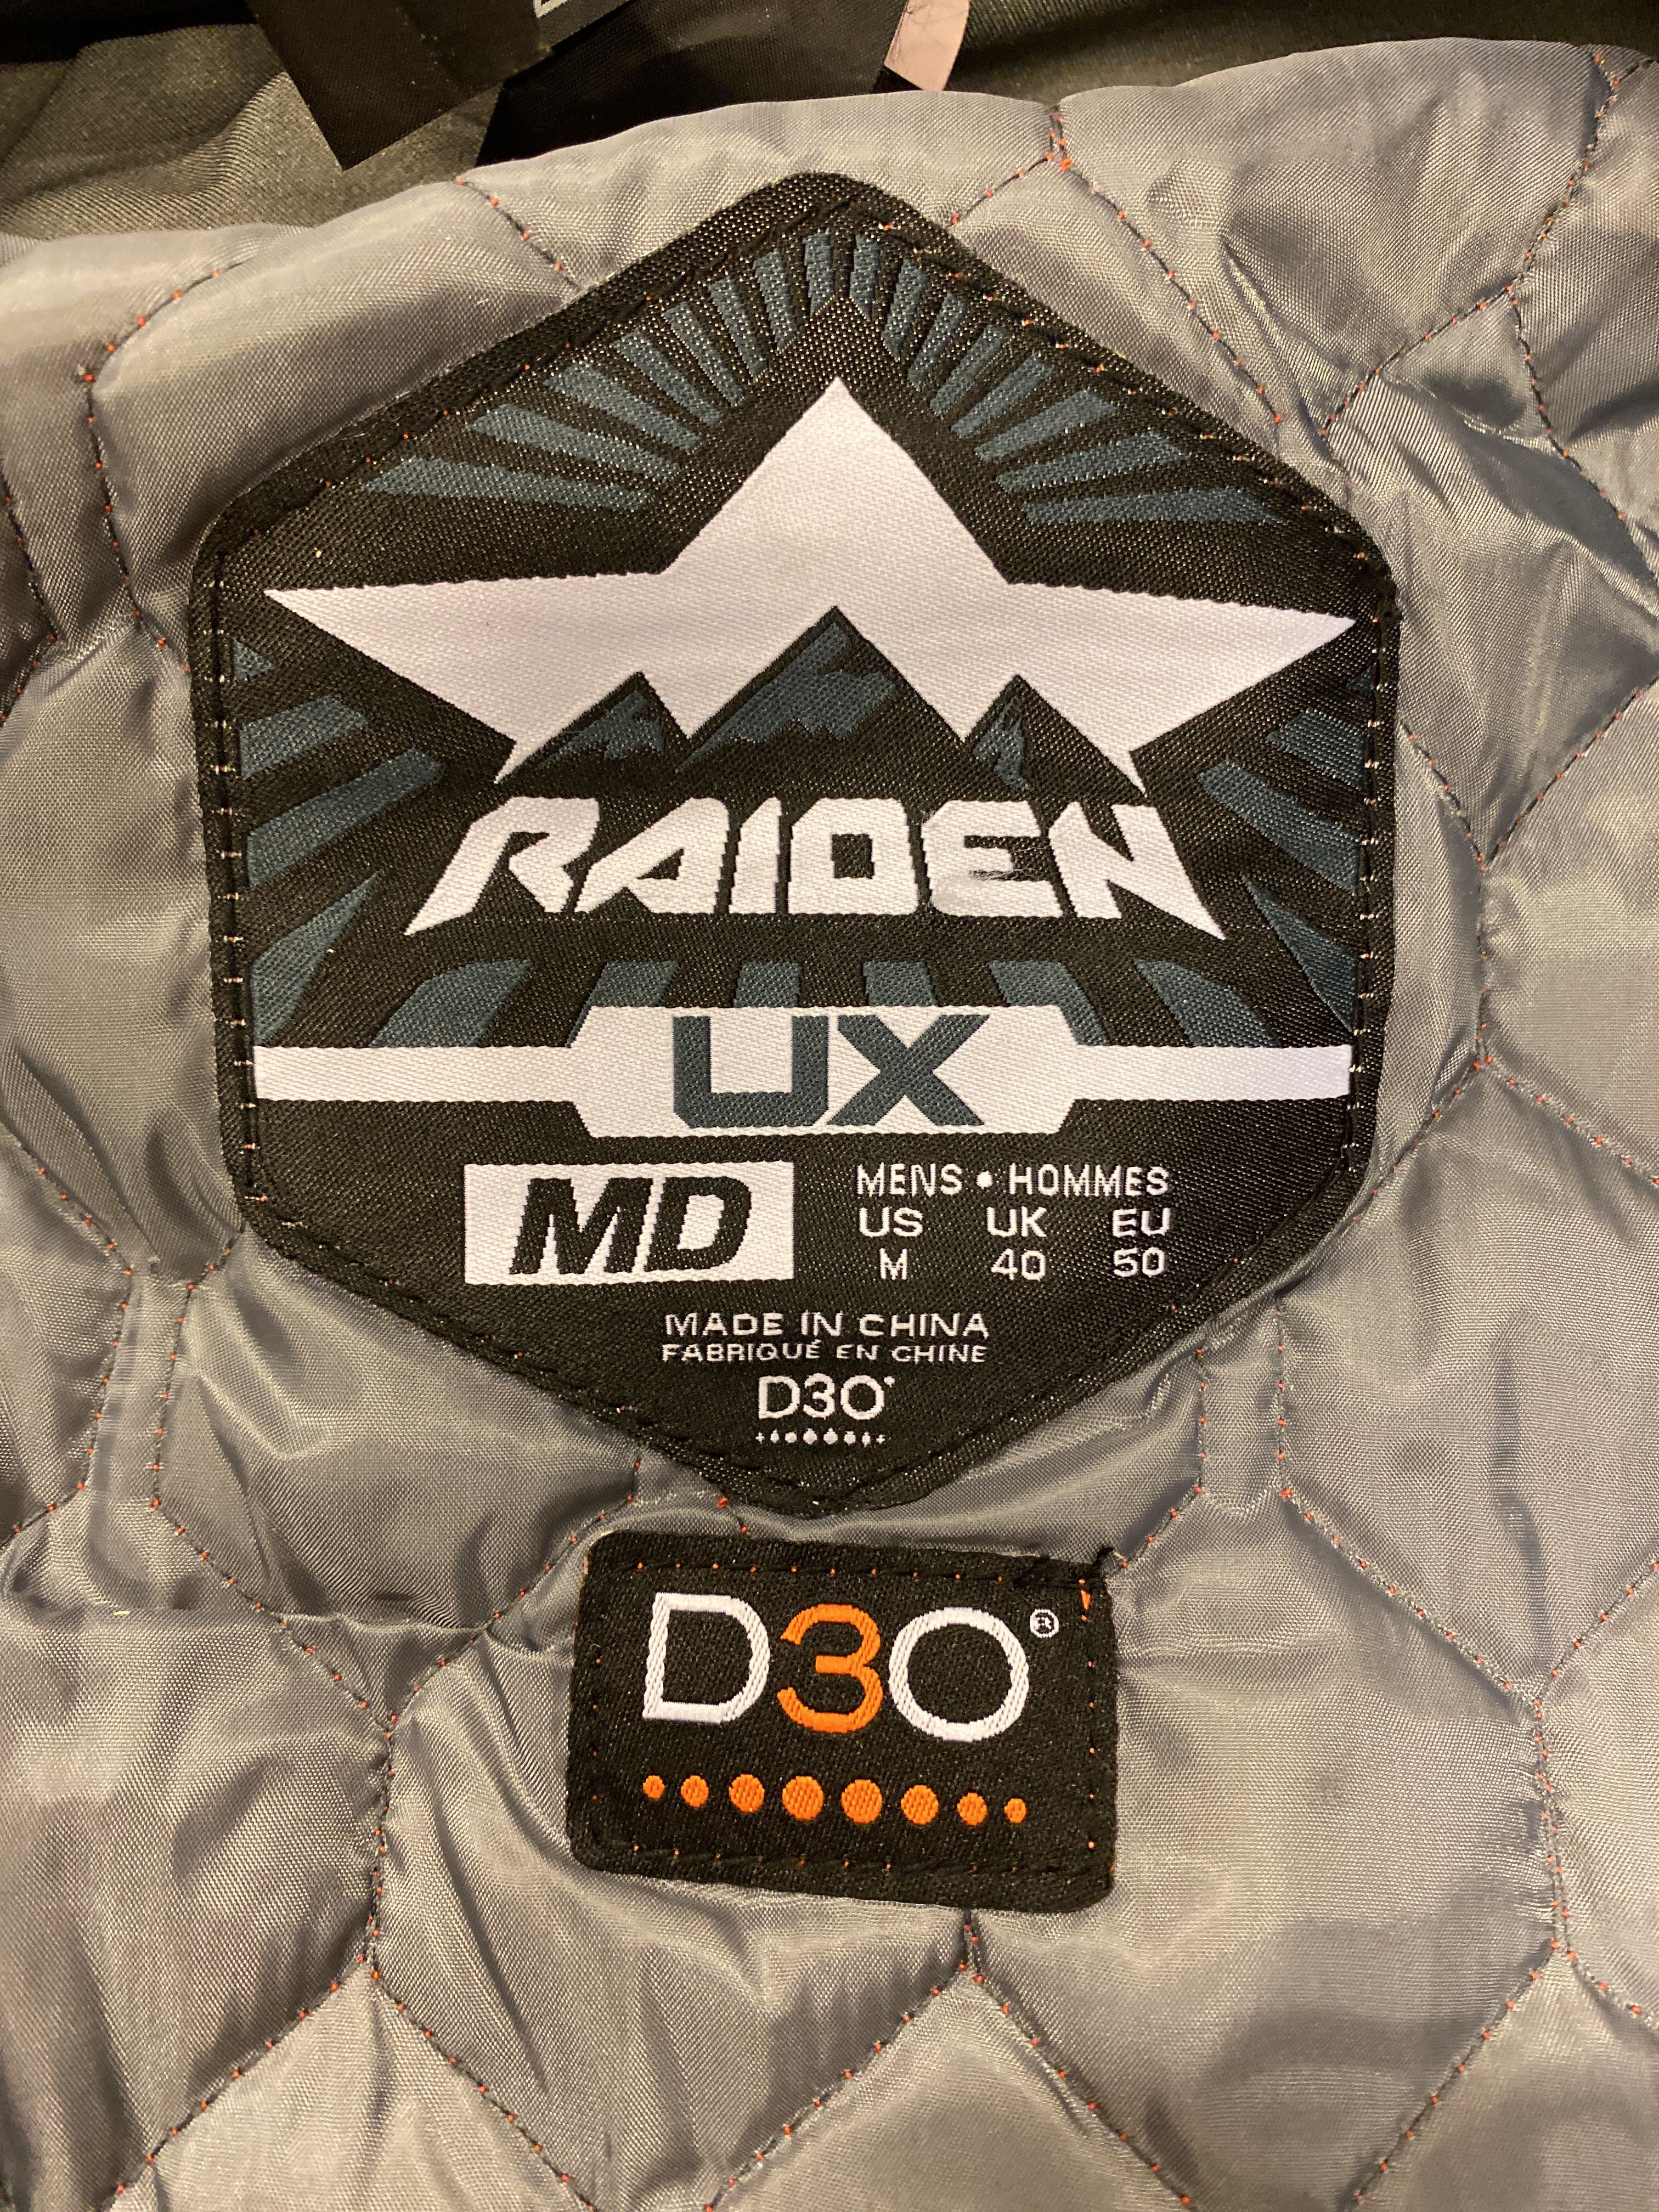 RAIDEN
UX
MD
MENS • HOMMES
US UK EU
M 40 50
MADE IN CHINA
FABRIQUÉ EN CHINE
D3O
D3O®